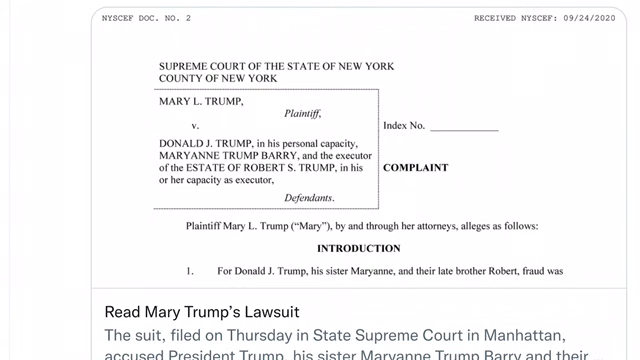 NYSCEF DOC. NO. 2 RECEIVED NYSCEF: 09/24/2020
SUPREME COURT OF THE STATE OF NEW YORK
COUNTY OF NEW YORK
MARY L. TRUMP,
Plaintiff,
v.
DONALD J. TRUMP, in his personal capacity,
MARYANNE TRUMP BARRY, and the executor
of the ESTATE OF ROBERT S. TRUMP, in his
or her capacity as executor,
Defendants.
Index No. ___________
COMPLAINT
Plaintiff Mary L. Trump (“Mary”), by and through her attorneys, alleges as follows:
INTRODUCTION
1. For Donald J. Trump, his sister Maryanne, and their late brother Robert, fraud was
Read Mary Trump’s Lawsuit
The suit, filed on Thursday in State Supreme Court in Manhattan,
accused President Trump, his sister Maryanne Trump Barry and their ...